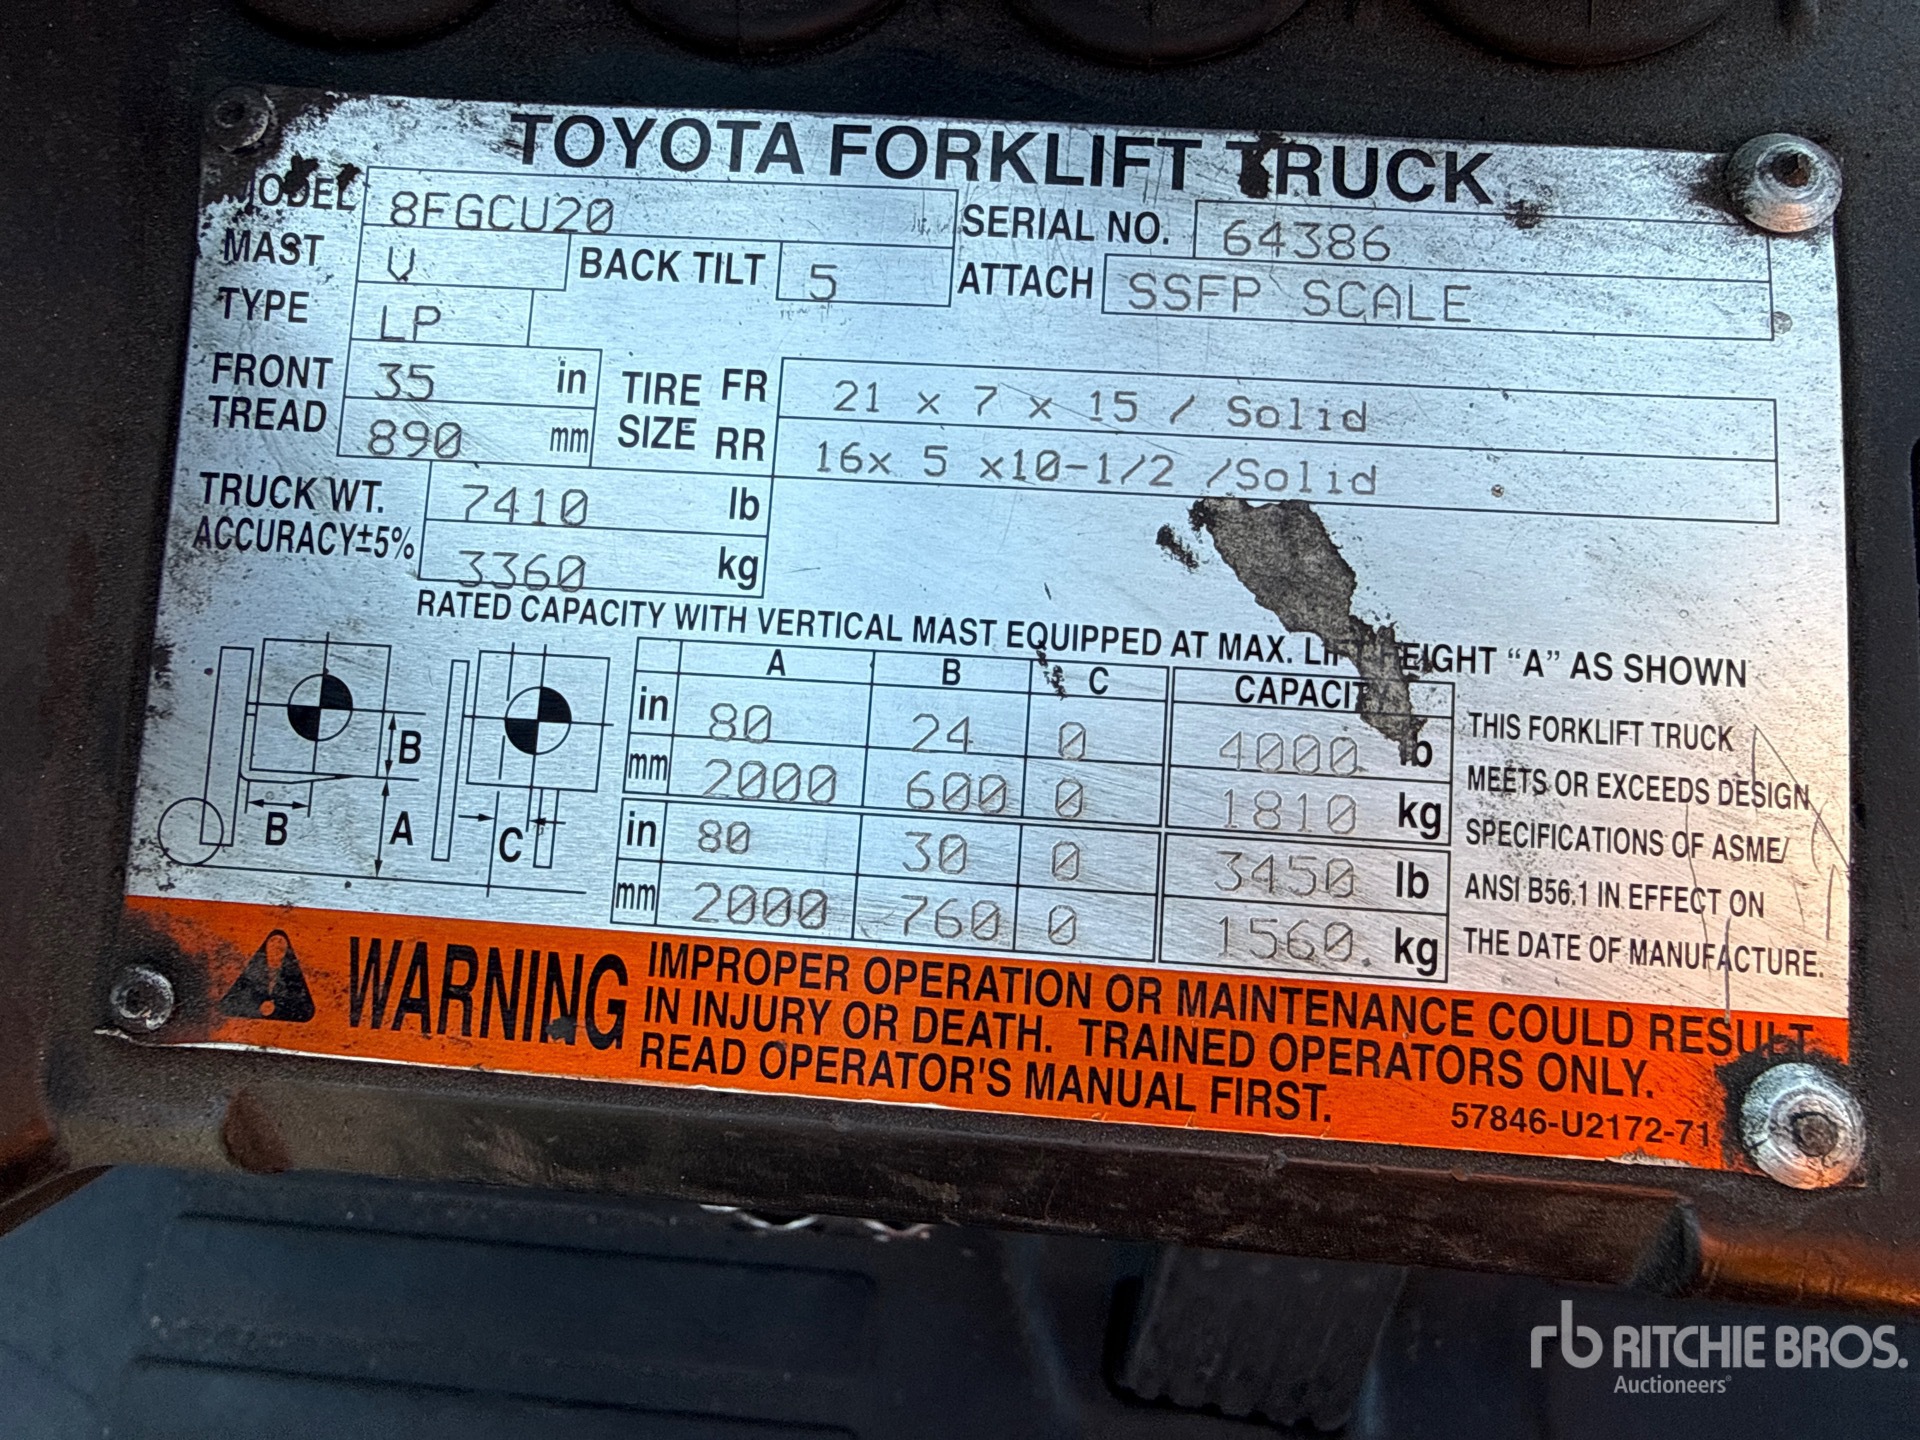 TOYOTA FORKLIFT TRUCK
MODEL 8FGCU20 SERIAL NO. 64386
MAST V BACK TILT 5 ATTACH SSFP SCALE
TYPE LP
FRONT TREAD 35 in TIRE SIZE FR 21 x 7 x 15 / Solid
890 mm RR 16x 5 x10-1/2 /Solid
TRUCK WT. 7410 lb
ACCURACY±5% 3360 kg
RATED CAPACITY WITH VERTICAL MAST EQUIPPED AT MAX. LIFT HEIGHT "A" AS SHOWN
A B C CAPACITY
in 80 24 0 4000 lb
mm 2000 600 0 1810 kg
in 80 30 0 3450 lb
mm 2000 760 0 1560. kg
B
B A C
THIS FORKLIFT TRUCK
MEETS OR EXCEEDS DESIGN
SPECIFICATIONS OF ASME/
ANSI B56.1 IN EFFECT ON
THE DATE OF MANUFACTURE.
WARNING IMPROPER OPERATION OR MAINTENANCE COULD RESULT
IN INJURY OR DEATH. TRAINED OPERATORS ONLY.
READ OPERATOR'S MANUAL FIRST.
57846-U2172-71
rb RITCHIE BROS.
Auctioneers®